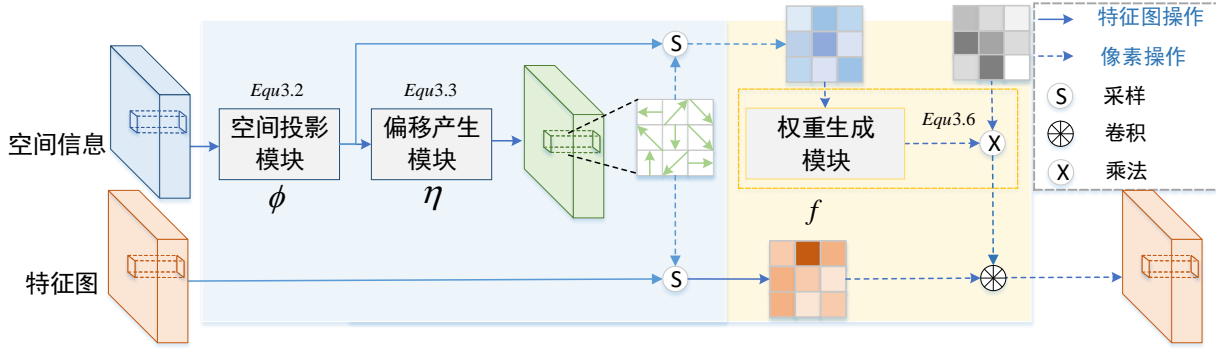 空间信息
特征图
Equ3.2
空间投影
模块
ϕ
Equ3.3
偏移产生
模块
η
S
S
权重生成
模块
f
Equ3.6
X
特征图操作
像素操作
S 采样
卷积
X 乘法